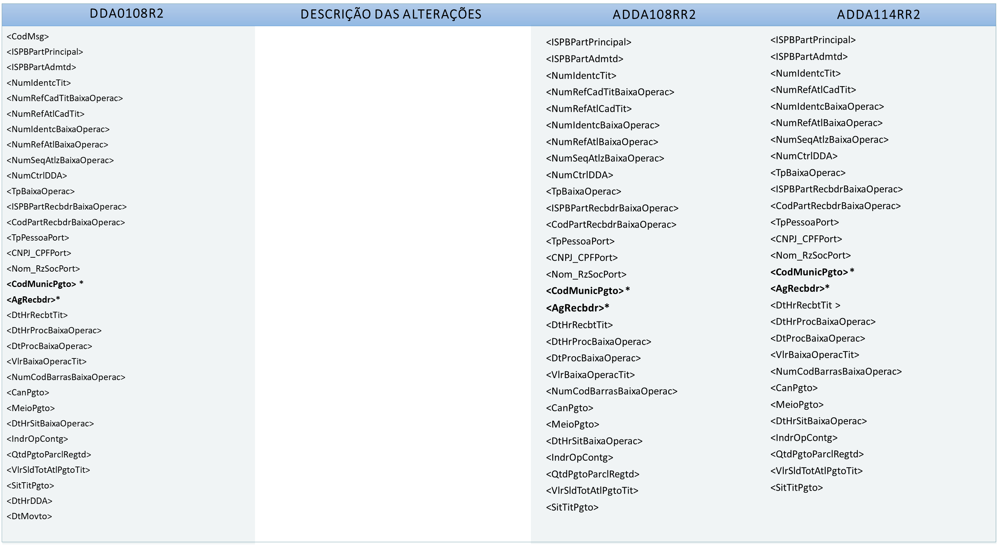 DDA0108R2
DESCRIÇÃO DAS ALTERAÇÕES
ADDA108RR2
ADDA114RR2
<CodMsg>
<ISPBPartPrincipal>
<ISPBPartAdmtd>
<NumIdentcTit>
<NumRefCadTitBaixaOperac>
<NumRefAtlCadTit>
<NumIdentcBaixaOperac>
<NumRefAtlBaixaOperac>
<NumSeqAtlzBaixaOperac>
<NumCtrlDDA>
<TpBaixaOperac>
<ISPBPartRecbdrBaixaOperac>
<CodPartRecbdrBaixaOperac>
<TpPessoaPort>
<CNPJ_CPFPort>
<Nom_RzSocPort>
<CodMunicPgto> *
<AgRecbdr>*
<DtHrRecbtTit>
<DtHrProcBaixaOperac>
<DtProcBaixaOperac>
<VlrBaixaOperacTit>
<NumCodBarrasBaixaOperac>
<CanPgto>
<MeioPgto>
<DtHrSitBaixaOperac>
<IndrOpContg>
<QtdPgtoParclRegtd>
<VlrSldTotAtlPgtoTit>
<SitTitPgto>
<DtHrDDA>
<DtMovto>
<ISPBPartPrincipal>
<ISPBPartAdmtd>
<NumIdentcTit>
<NumRefCadTitBaixaOperac>
<NumRefAtlCadTit>
<NumIdentcBaixaOperac>
<NumRefAtlBaixaOperac>
<NumSeqAtlzBaixaOperac>
<NumCtrlDDA>
<TpBaixaOperac>
<ISPBPartRecbdrBaixaOperac>
<CodPartRecbdrBaixaOperac>
<TpPessoaPort>
<CNPJ_CPFPort>
<Nom_RzSocPort>
<CodMunicPgto> *
<AgRecbdr>*
<DtHrRecbtTit>
<DtHrProcBaixaOperac>
<DtProcBaixaOperac>
<VlrBaixaOperacTit>
<NumCodBarrasBaixaOperac>
<CanPgto>
<MeioPgto>
<DtHrSitBaixaOperac>
<IndrOpContg>
<QtdPgtoParclRegtd>
<VlrSldTotAtlPgtoTit>
<SitTitPgto>
<ISPBPartPrincipal>
<ISPBPartAdmtd>
<NumIdentcTit>
<NumRefAtlCadTit>
<NumIdentcBaixaOperac>
<NumRefAtlBaixaOperac>
<NumSeqAtlzBaixaOperac>
<NumCtrlDDA>
<TpBaixaOperac>
<ISPBPartRecbdrBaixaOperac>
<CodPartRecbdrBaixaOperac>
<TpPessoaPort>
<CNPJ_CPFPort>
<Nom_RzSocPort>
<CodMunicPgto> *
<AgRecbdr>*
<DtHrRecbtTit >
<DtHrProcBaixaOperac>
<DtProcBaixaOperac>
<VlrBaixaOperacTit>
<NumCodBarrasBaixaOperac>
<CanPgto>
<MeioPgto>
<DtHrSitBaixaOperac>
<IndrOpContg>
<QtdPgtoParclRegtd>
<VlrSldTotAtlPgtoTit>
<SitTitPgto>